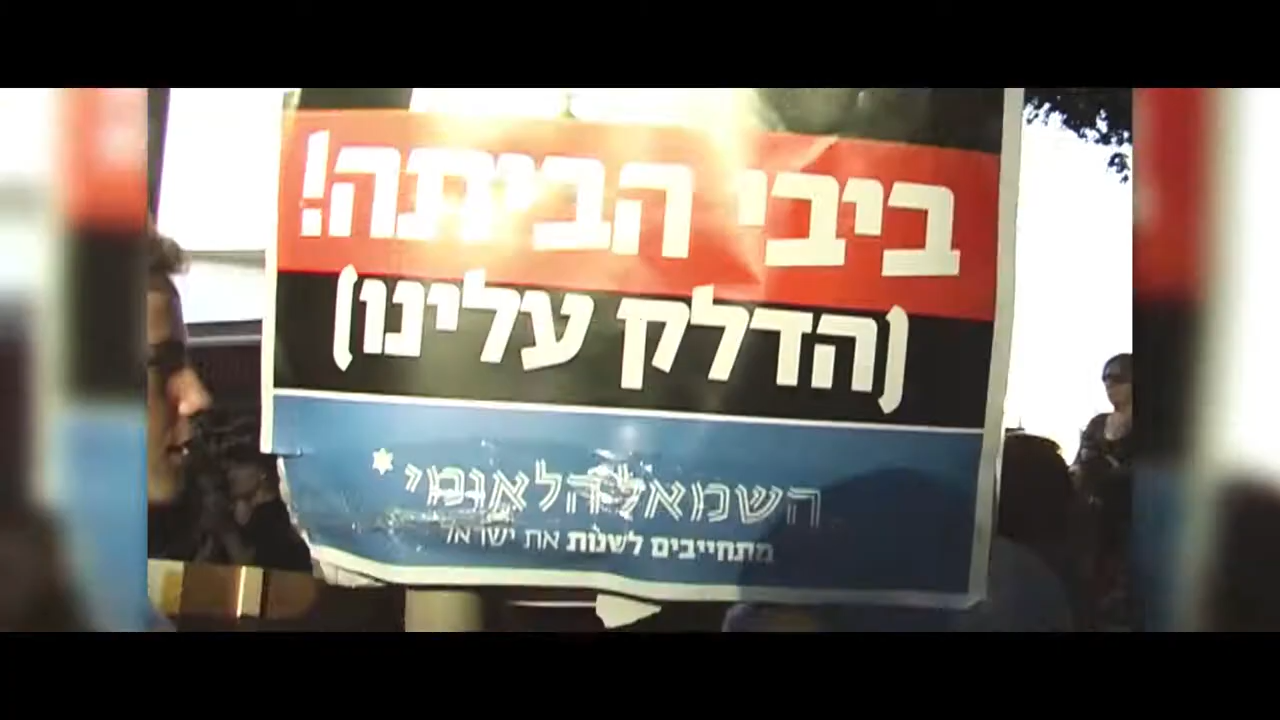 ביבי הביתה!
(הדלק עלינו)
השמאל הלאומי*
מתחייבים לשנות את ישראל